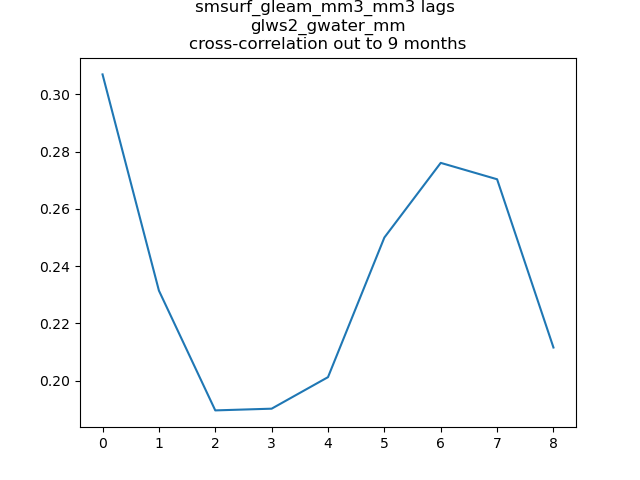 smsurf_gleam_mm3_mm3 lags
glws2_gwater_mm
cross-correlation out to 9 months
0.30
0.28
0.26
0.24
0.22
0.20
0 1 2 3 4 5 6 7 8